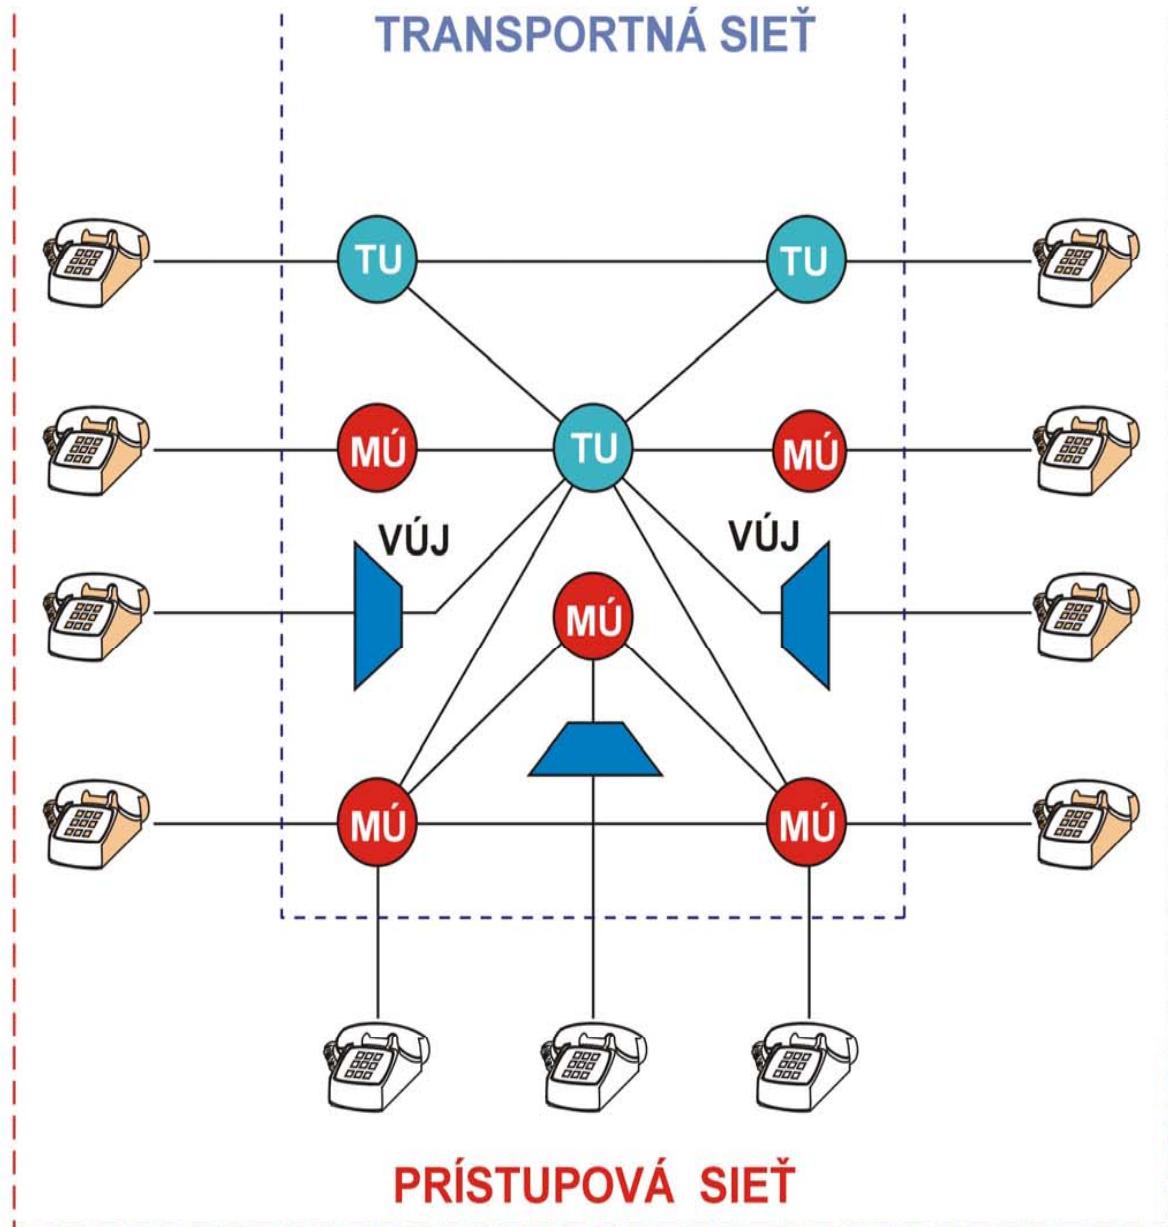 TRANSPORTNÁ SIEŤ
TU TU
MÚ TU MÚ
VÚJ VÚJ
MÚ
MÚ MÚ
PRÍSTUPOVÁ SIEŤ